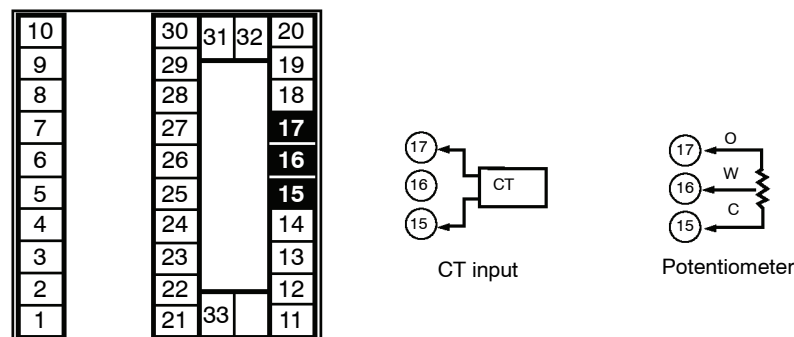 10 30 31 32 20
9 29 19
8 28 18
7 27 17
6 26 16
5 25 15
4 24 14
3 23 13
2 22 12
1 21 33 11
17
16
15
CT
CT input
17 O
16 W
15 C
Potentiometer